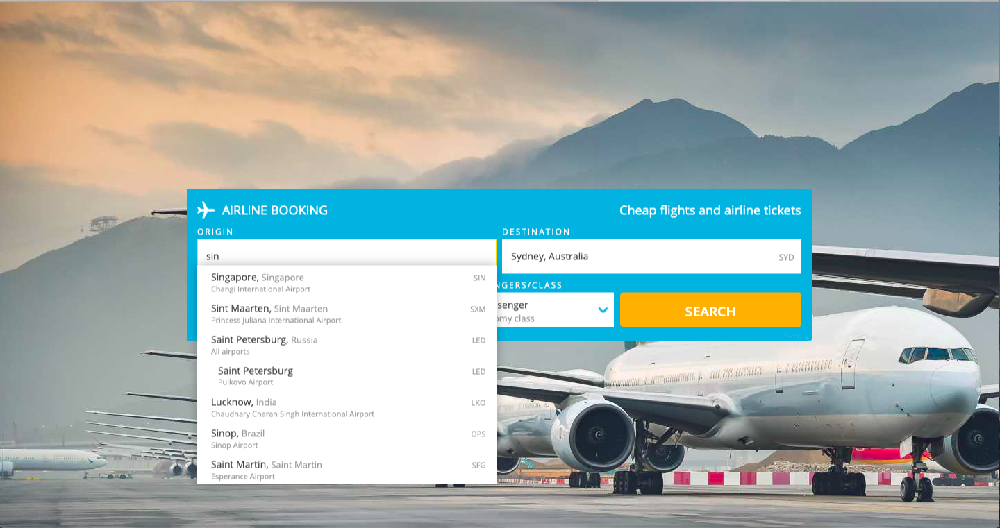 AIRLINE BOOKING
Cheap flights and airline tickets
ORIGIN
DESTINATION
sin
Sydney, Australia
SYD
Singapore, Singapore
SIN
Changi International Airport
Sint Maarten, Sint Maarten
SXM
Princess Juliana International Airport
Saint Petersburg, Russia
LED
All airports
Saint Petersburg
LED
Pulkovo Airport
Lucknow, India
LKO
Chaudhary Charan Singh International Airport
Sinop, Brazil
OPS
Sinop Airport
Saint Martin, Saint Martin
SFG
Esperance Airport
NGERS/CLASS
senger
omy class
SEARCH